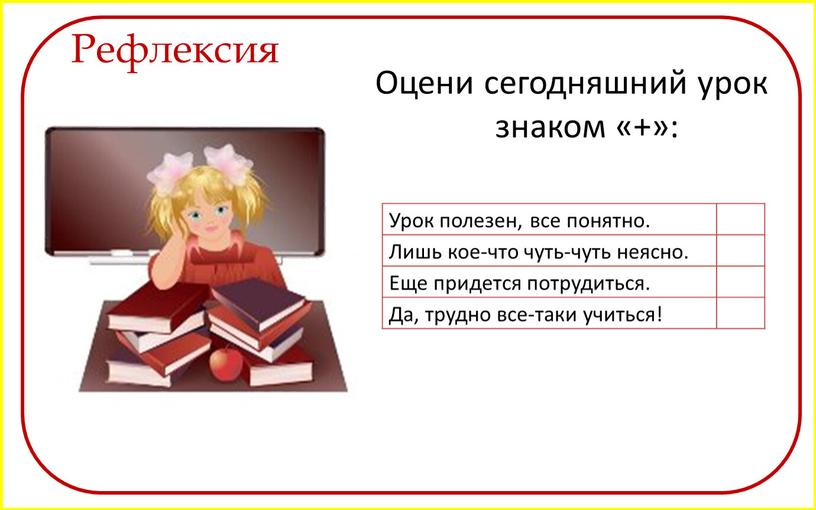 Рефлексия
Оцени сегодняшний урок
знаком «+»:
Урок полезен, все понятно.
Лишь кое-что чуть-чуть неясно.
Еще придется потрудиться.
Да, трудно все-таки учиться!